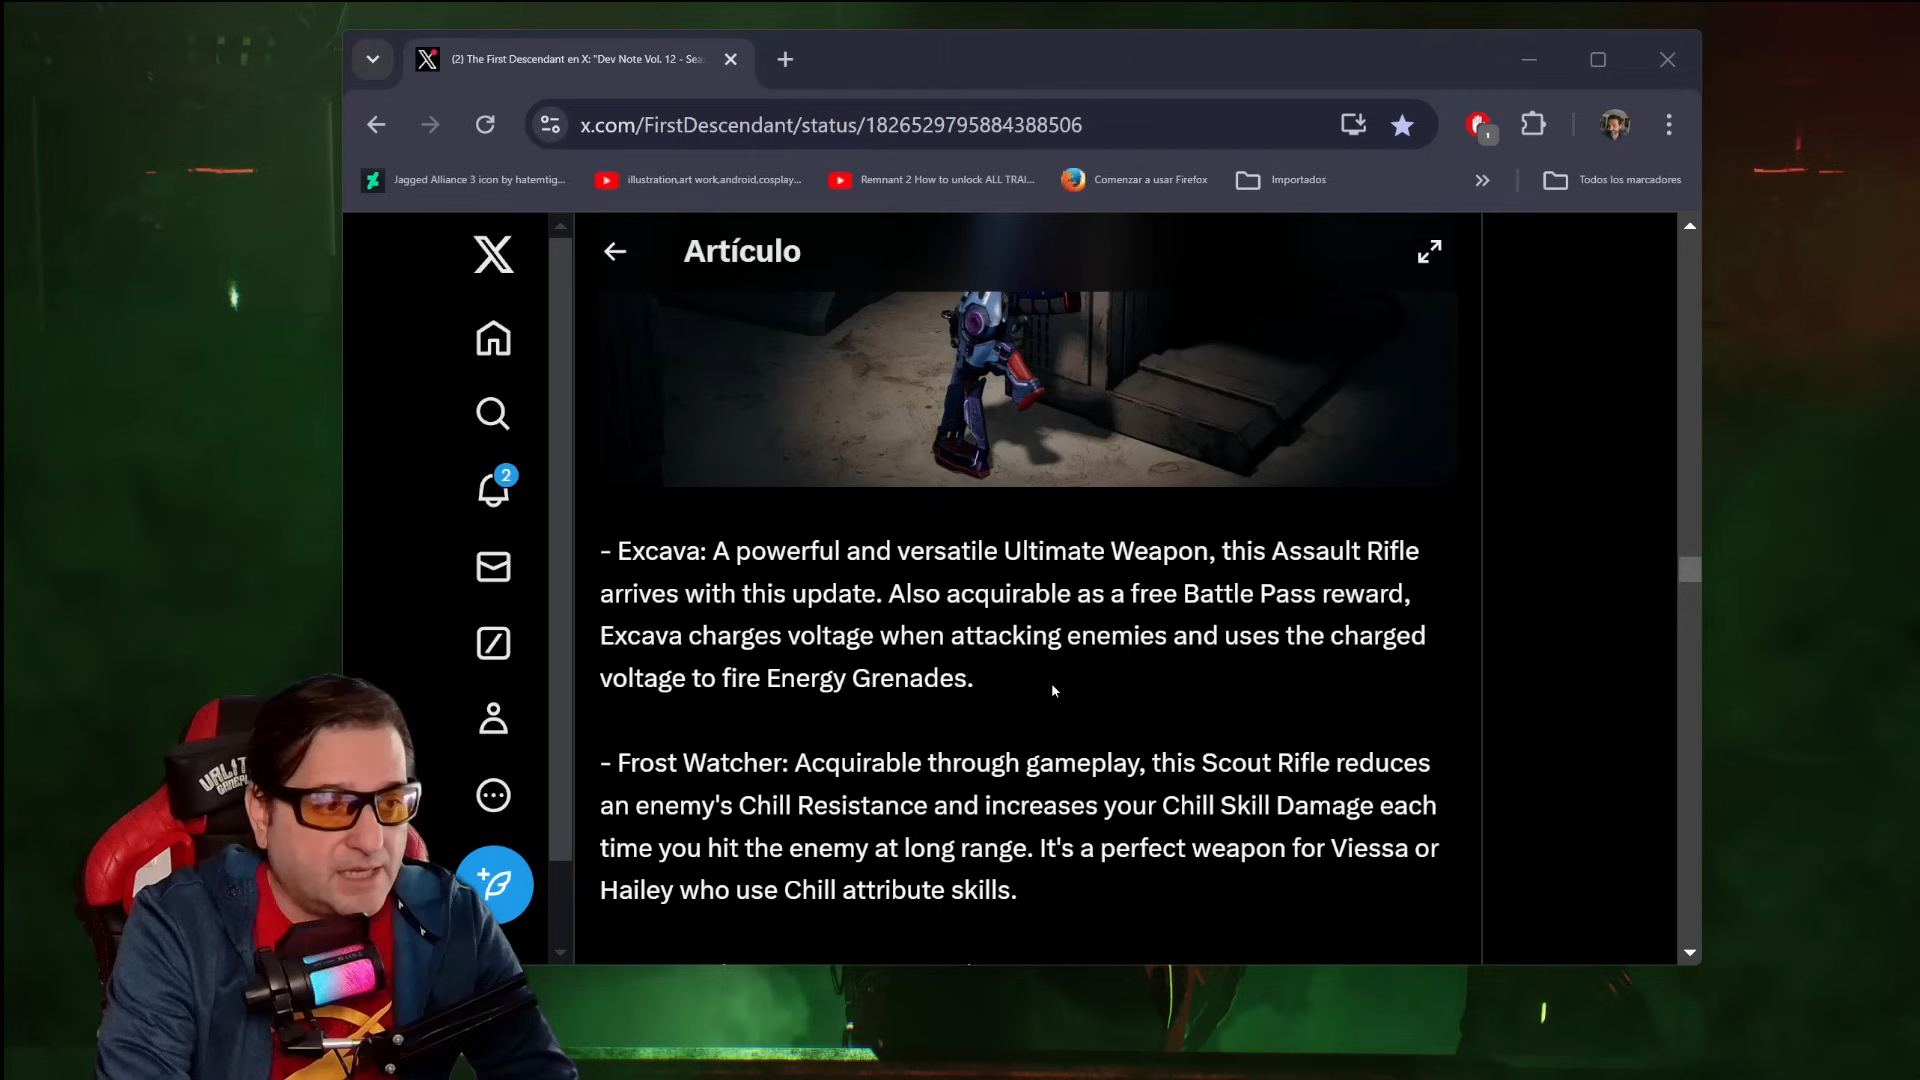 (2) The First Descendant en X: "Dev Note Vol. 12 - Sea
x.com/FirstDescendant/status/1826529795884388506
1
Jagged Alliance 3 icon by hatemtig...
illustration,art work,android,cosplay...
Remnant 2 How to unlock ALL TRAI...
Comenzar a usar Firefox
Importados
Todos los marcadores
Artículo
2
- Excava: A powerful and versatile Ultimate Weapon, this Assault Rifle
arrives with this update. Also acquirable as a free Battle Pass reward,
Excava charges voltage when attacking enemies and uses the charged
voltage to fire Energy Grenades.
- Frost Watcher: Acquirable through gameplay, this Scout Rifle reduces
an enemy's Chill Resistance and increases your Chill Skill Damage each
time you hit the enemy at long range. It's a perfect weapon for Viessa or
Hailey who use Chill attribute skills.